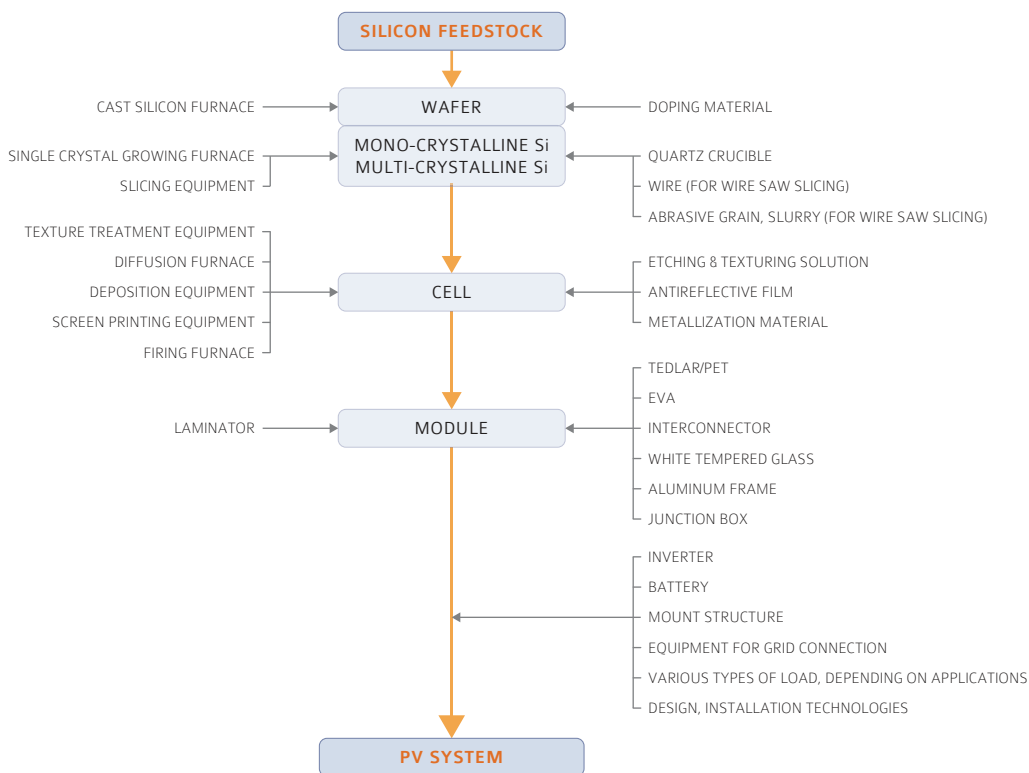 SILICON FEEDSTOCK
CAST SILICON FURNACE
WAFER
DOPING MATERIAL
SINGLE CRYSTAL GROWING FURNACE
SLICING EQUIPMENT
MONO-CRYSTALLINE Si
MULTI-CRYSTALLINE Si
QUARTZ CRUCIBLE
WIRE (FOR WIRE SAW SLICING)
ABRASIVE GRAIN, SLURRY (FOR WIRE SAW SLICING)
TEXTURE TREATMENT EQUIPMENT
DIFFUSION FURNACE
DEPOSITION EQUIPMENT
SCREEN PRINTING EQUIPMENT
FIRING FURNACE
CELL
ETCHING & TEXTURING SOLUTION
ANTIREFLECTIVE FILM
METALLIZATION MATERIAL
LAMINATOR
MODULE
TEDLAR/PET
EVA
INTERCONNECTOR
WHITE TEMPERED GLASS
ALUMINUM FRAME
JUNCTION BOX
INVERTER
BATTERY
MOUNT STRUCTURE
EQUIPMENT FOR GRID CONNECTION
VARIOUS TYPES OF LOAD, DEPENDING ON APPLICATIONS
DESIGN, INSTALLATION TECHNOLOGIES
PV SYSTEM